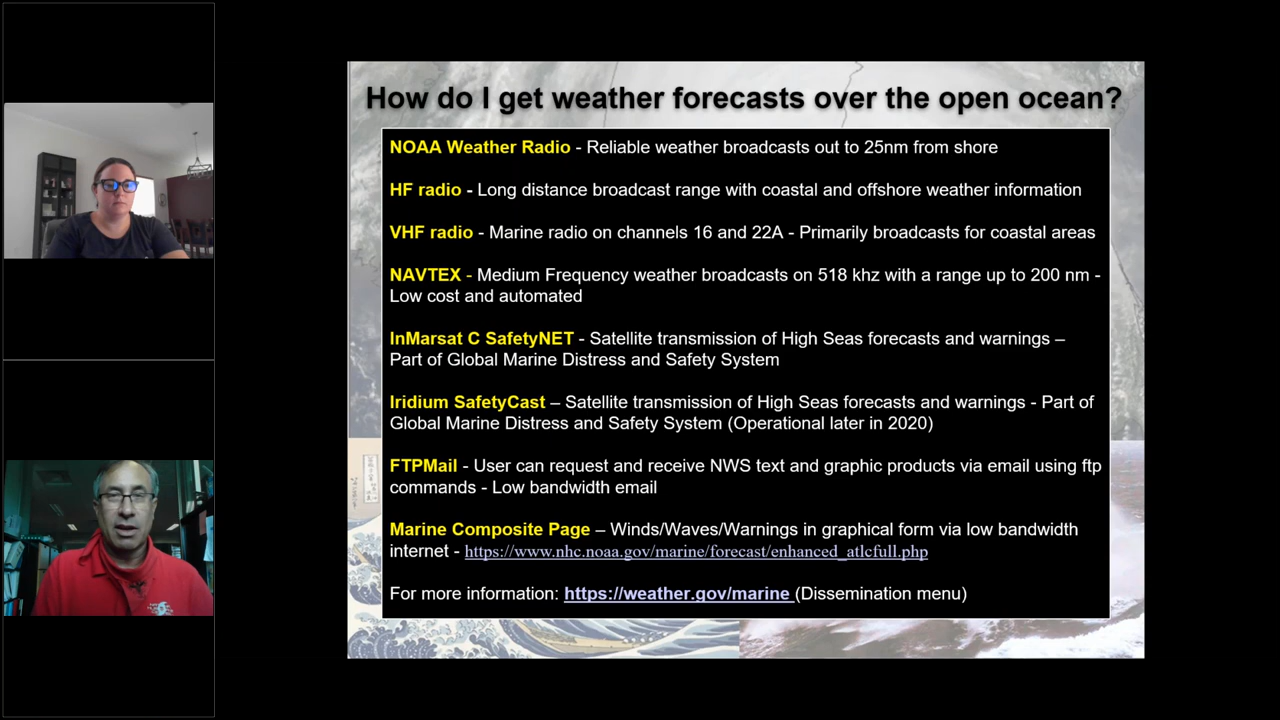 How do I get weather forecasts over the open ocean?
NOAA Weather Radio - Reliable weather broadcasts out to 25nm from shore
HF radio - Long distance broadcast range with coastal and offshore weather information
VHF radio - Marine radio on channels 16 and 22A - Primarily broadcasts for coastal areas
NAVTEX - Medium Frequency weather broadcasts on 518 khz with a range up to 200 nm -
Low cost and automated
InMarsat C SafetyNET - Satellite transmission of High Seas forecasts and warnings –
Part of Global Marine Distress and Safety System
Iridium SafetyCast – Satellite transmission of High Seas forecasts and warnings - Part of
Global Marine Distress and Safety System (Operational later in 2020)
FTPMail - User can request and receive NWS text and graphic products via email using ftp
commands - Low bandwidth email
Marine Composite Page – Winds/Waves/Warnings in graphical form via low bandwidth
internet - https://www.nhc.noaa.gov/marine/forecast/enhanced_atlcfull.php
For more information: https://weather.gov/marine (Dissemination menu)